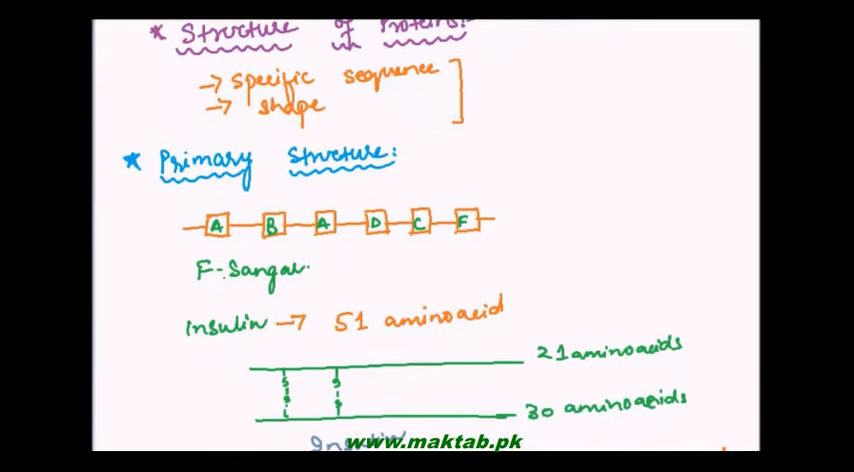 * Structure of Proteins:-
→ specific sequence
→ shape
* Primary Structure:
A B A D C F
F-Sangar.
Insulin → 51 aminoacid
21 aminoacids
S S
S S
30 aminoacids
Insulin
www.maktab.pk